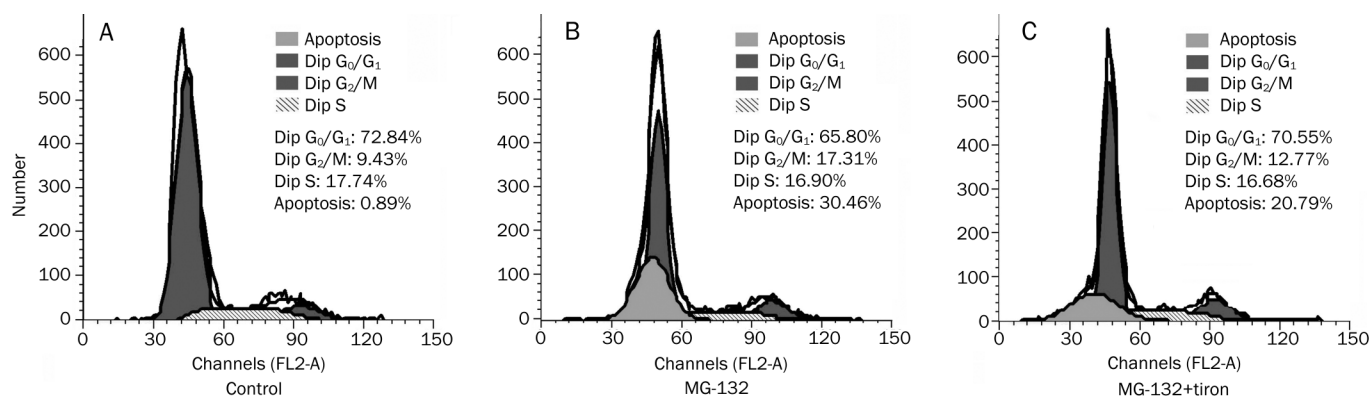 A
Apoptosis
Dip G₀/G₁
Dip G₂/M
Dip S
Dip G₀/G₁: 72.84%
Dip G₂/M: 9.43%
Dip S: 17.74%
Apoptosis: 0.89%
Number
600
500
400
300
200
100
0
0 30 60 90 120 150
Channels (FL2-A)
Control
B
Apoptosis
Dip G₀/G₁
Dip G₂/M
Dip S
Dip G₀/G₁: 65.80%
Dip G₂/M: 17.31%
Dip S: 16.90%
Apoptosis: 30.46%
600
500
400
300
200
100
0
0 30 60 90 120 150
Channels (FL2-A)
MG-132
C
Apoptosis
Dip G₀/G₁
Dip G₂/M
Dip S
Dip G₀/G₁: 70.55%
Dip G₂/M: 12.77%
Dip S: 16.68%
Apoptosis: 20.79%
600
500
400
300
200
100
0
0 30 60 90 120 150
Channels (FL2-A)
MG-132+tiron